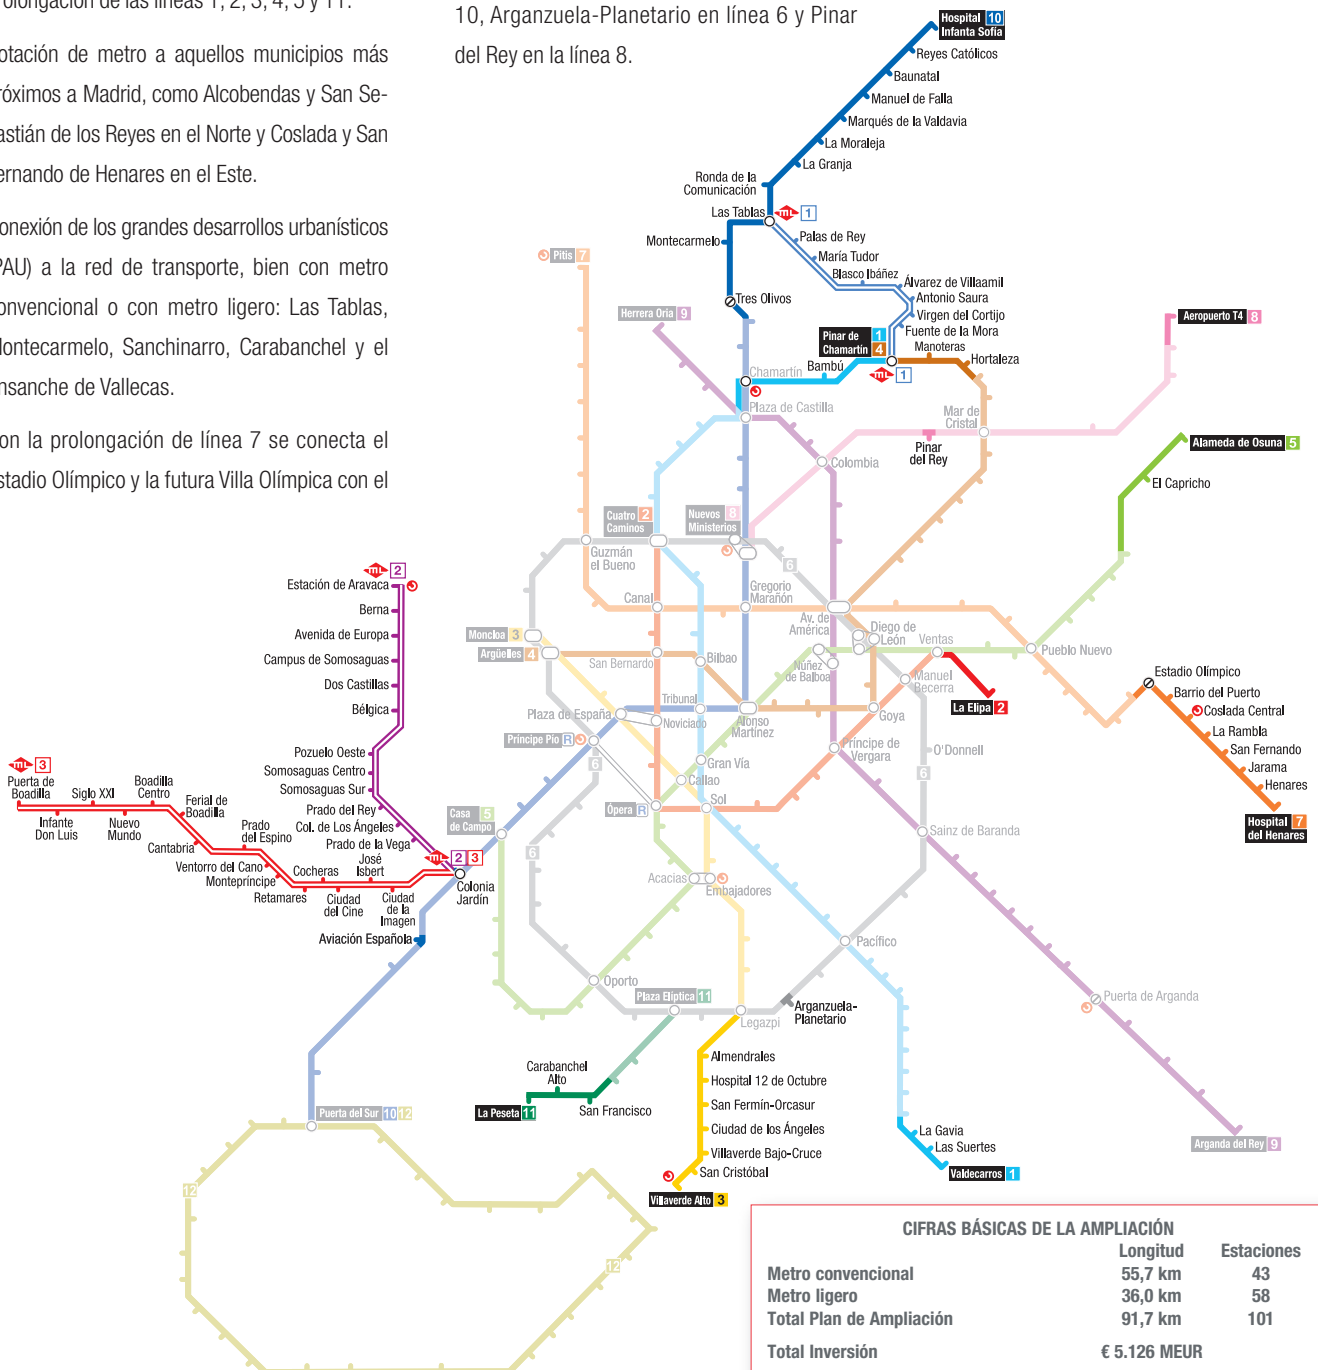 rolongación de las líneas 1, 2, 3, 4, 5 y 11.
otación de metro a aquellos municipios más
róximos a Madrid, como Alcobendas y San Se-
astián de los Reyes en el Norte y Coslada y San
ernando de Henares en el Este.
onexión de los grandes desarrollos urbanísticos
PAU) a la red de transporte, bien con metro
onvencional o con metro ligero: Las Tablas,
Montecarmelo, Sanchinarro, Carabanchel y el
nsanche de Vallecas.
on la prolongación de línea 7 se conecta el
stadio Olímpico y la futura Villa Olímpica con el
10, Arganzuela-Planetario en línea 6 y Pinar
del Rey en la línea 8.
Hospital
Infanta Sofía 10
Reyes Católicos
Baunatal
Manuel de Falla
Marqués de la Valdavia
La Moraleja
La Granja
Ronda de la
Comunicación
Las Tablas
mL 1
Montecarmelo
Palas de Rey
María Tudor
Blasco Ibáñez
Álvarez de Villaamil
Antonio Saura
Virgen del Cortijo
Fuente de la Mora
Tres Olivos
Pitis 7
Herrera Oria 9
Aeropuerto T4 8
Pinar de
Chamartín 1 4
Manoteras
Hortaleza
mL 1
Bambú
Chamartín
Plaza de Castilla
Mar de
Cristal
Pinar
del Rey
Colombia
Alameda de Osuna 5
El Capricho
Cuatro
Caminos 2
Nuevos
Ministerios 8
Guzmán
el Bueno
6
mL 2
Estación de Aravaca
Berna
Avenida de Europa
Campus de Somosaguas
Dos Castillas
Bélgica
Pozuelo Oeste
Somosaguas Centro
Somosaguas Sur
Prado del Rey
Col. de Los Ángeles
Prado de la Vega
Canal
Gregorio
Marañón
Av. de
América
Diego de
León
Ventas
Pueblo Nuevo
Moncloa 3
Argüelles 4
San Bernardo
Bilbao
Núñez
de Balboa
Manuel
Becerra
La Elipa 2
Estadio Olímpico
Barrio del Puerto
Coslada Central
La Rambla
San Fernando
Jarama
Henares
Hospital
del Henares 7
Tribunal
Plaza de España
Noviciado
Alonso
Martínez
Goya
Príncipe Pío R
Príncipe de
Vergara
O'Donnell
6
6
Gran Vía
Callao
Ópera R
Sol
Casa
de Campo 5
Sainz de Baranda
mL 3
Puerta de
Boadilla
Siglo XXI
Boadilla
Centro
Ferial de
Boadilla
Infante
Don Luis
Nuevo
Mundo
Cantabria
Prado
del Espino
Ventorro del Cano
Montepríncipe
Retamares
Cocheras
José
Isbert
Ciudad
del Cine
Ciudad
de la
Imagen
mL 2 3
Colonia
Jardín
Aviación Española
6
Acacias
Embajadores
Pacífico
Oporto
Plaza Elíptica 11
Legazpi
Arganzuela-
Planetario
Puerta de Arganda
Carabanchel
Alto
La Peseta 11
San Francisco
Almendrales
Hospital 12 de Octubre
San Fermín-Orcasur
Ciudad de los Ángeles
Villaverde Bajo-Cruce
San Cristóbal
Villaverde Alto 3
Puerta del Sur 10 12
La Gavia
Las Suertes
Valdecarros 1
Arganda del Rey 9
12
12
CIFRAS BÁSICAS DE LA AMPLIACIÓN
Longitud Estaciones
Metro convencional 55,7 km 43
Metro ligero 36,0 km 58
Total Plan de Ampliación 91,7 km 101
Total Inversión € 5.126 MEUR